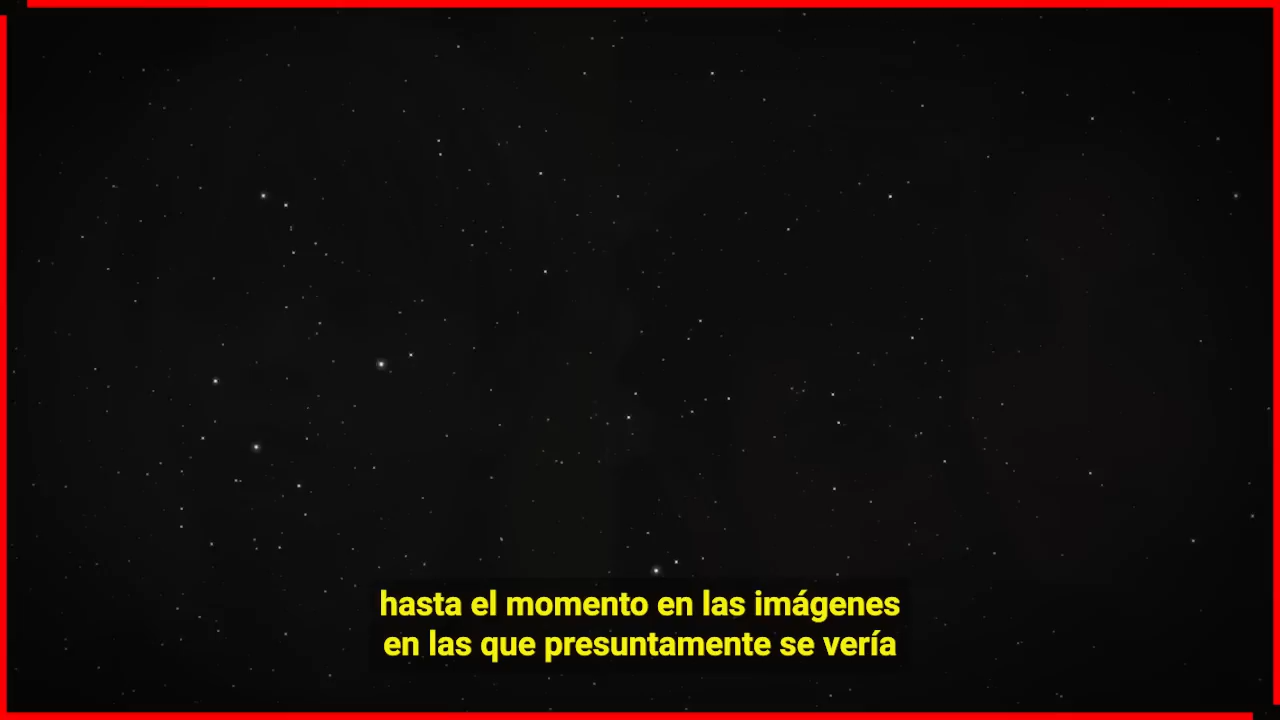 hasta el momento en las imágenes
en las que presuntamente se vería